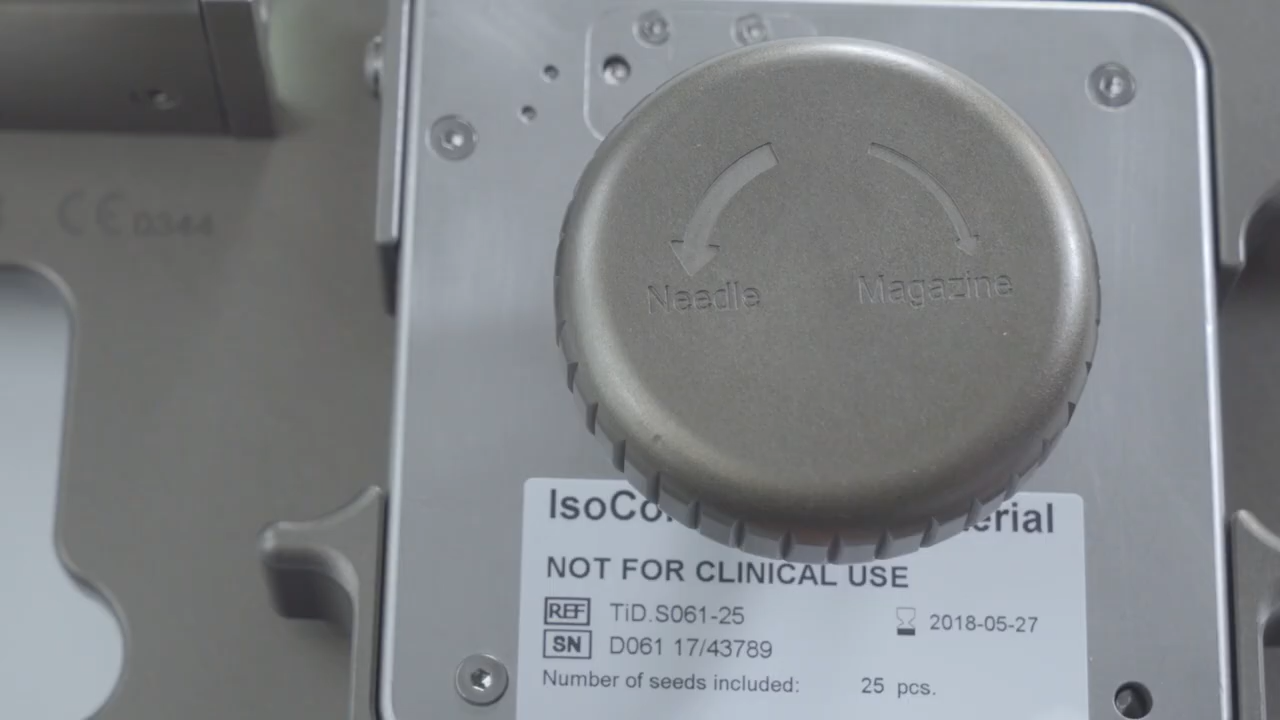 CE 0344
Needle
Magazine
IsoCo
erial
NOT FOR CLINICAL USE
REF TiD.S061-25
2018-05-27
SN D061 17/43789
Number of seeds included: 25 pcs.